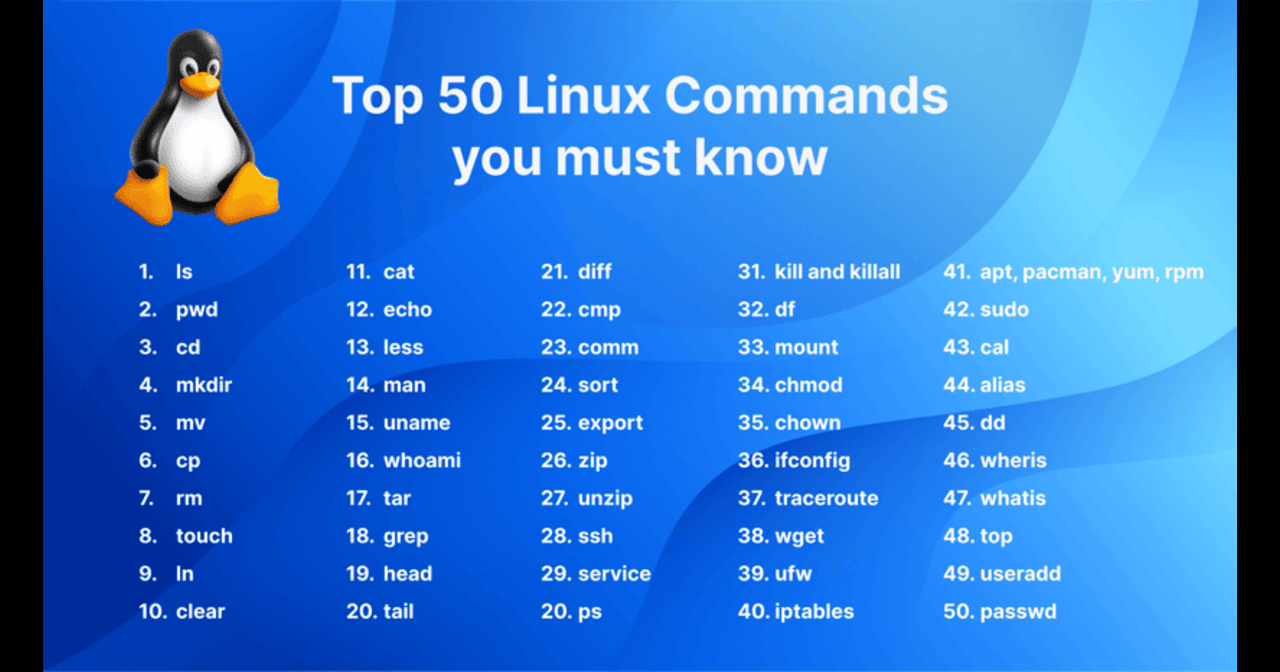 Top 50 Linux Commands
you must know
1. ls
2. pwd
3. cd
4. mkdir
5. mv
6. cp
7. rm
8. touch
9. ln
10. clear
11. cat
12. echo
13. less
14. man
15. uname
16. whoami
17. tar
18. grep
19. head
20. tail
21. diff
22. cmp
23. comm
24. sort
25. export
26. zip
27. unzip
28. ssh
29. service
20. ps
31. kill and killall
32. df
33. mount
34. chmod
35. chown
36. ifconfig
37. traceroute
38. wget
39. ufw
40. iptables
41. apt, pacman, yum, rpm
42. sudo
43. cal
44. alias
45. dd
46. wheris
47. whatis
48. top
49. useradd
50. passwd